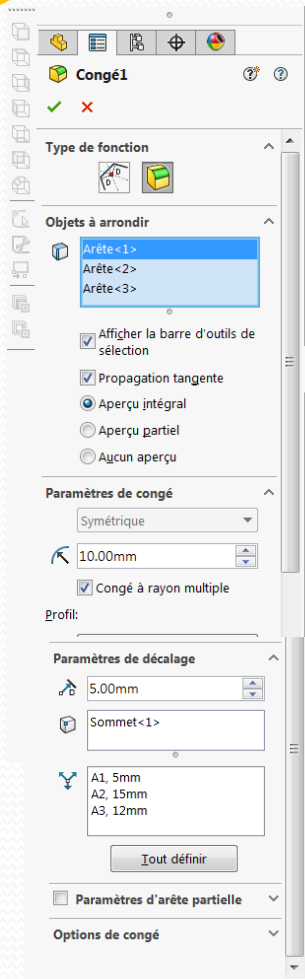 Congé1
Type de fonction
Objets à arrondir
Arête<1>
Arête<2>
Arête<3>
Afficher la barre d'outils de
sélection
Propagation tangente
Aperçu intégral
Aperçu partiel
Aucun aperçu
Paramètres de congé
Symétrique
10.00mm
Congé à rayon multiple
Profil:
Paramètres de décalage
5.00mm
Sommet<1>
A1, 5mm
A2, 15mm
A3, 12mm
Tout définir
Paramètres d'arête partielle
Options de congé